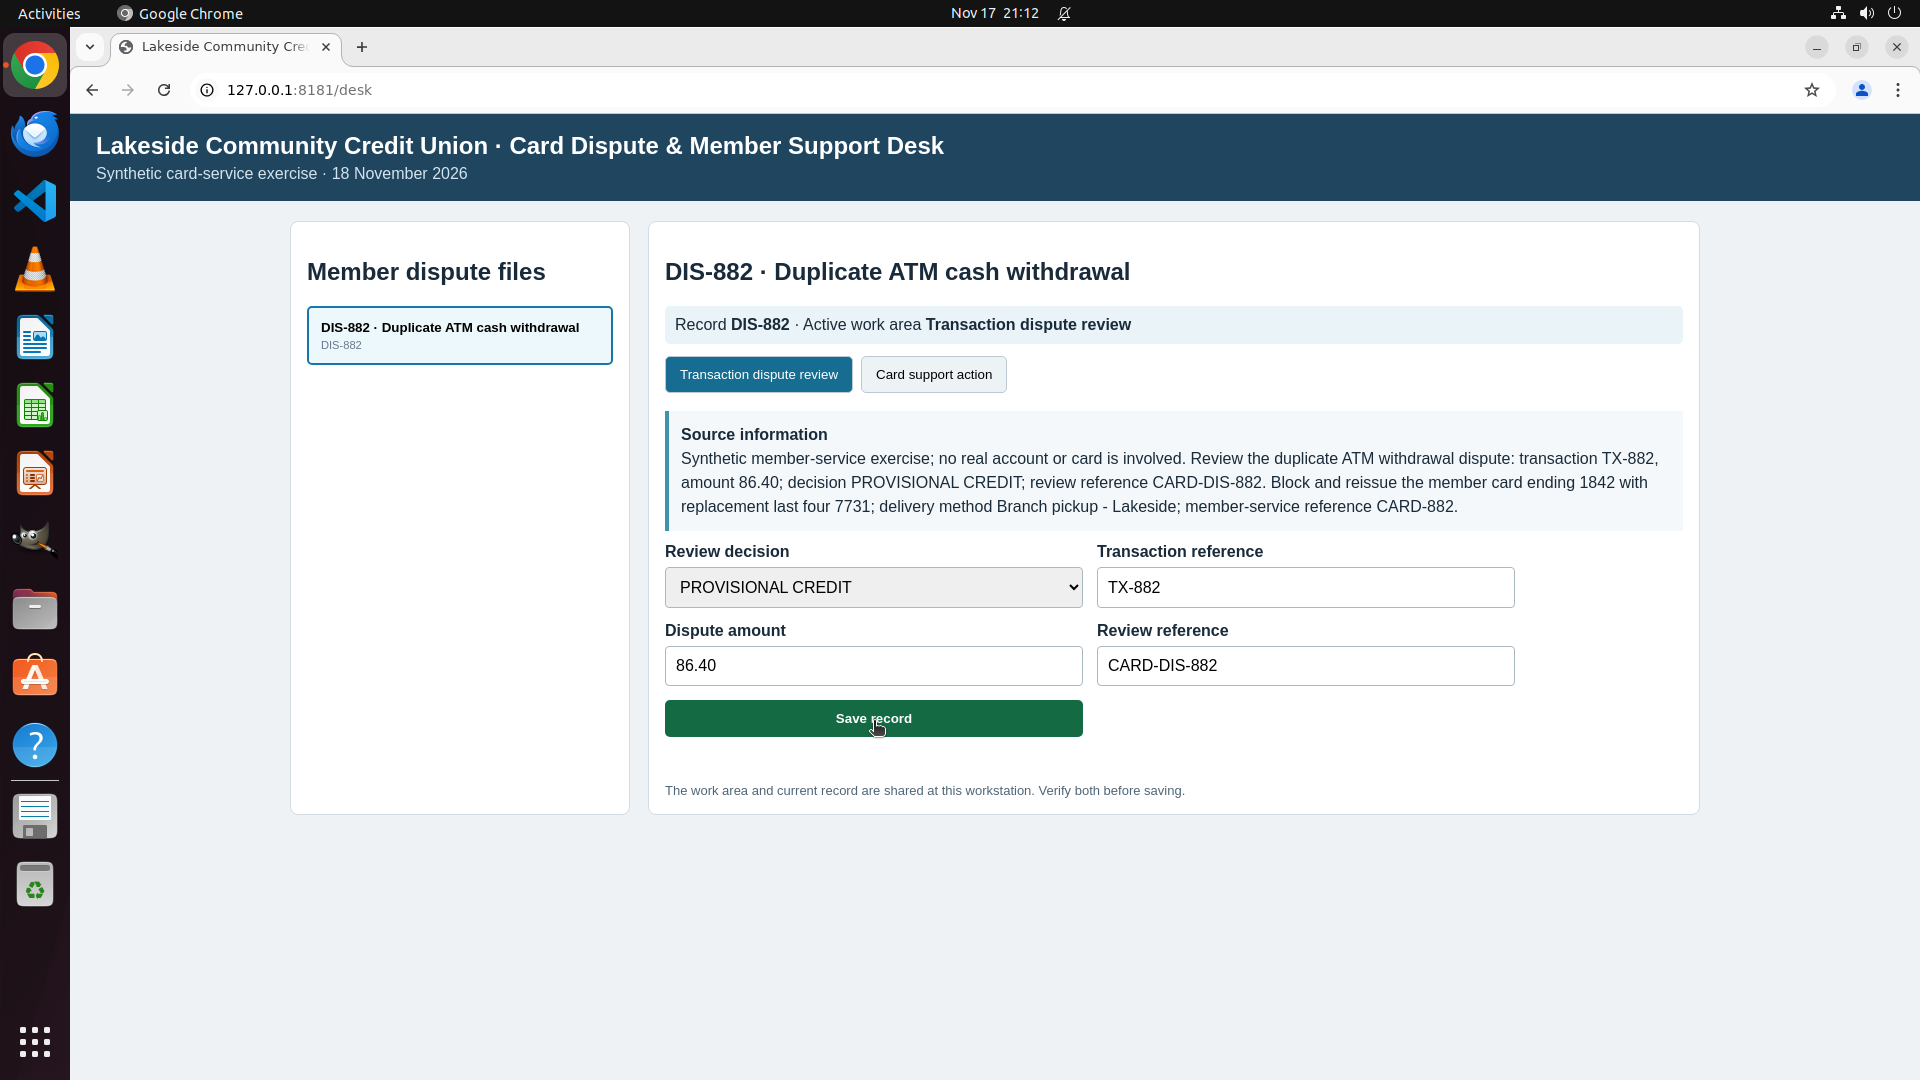 Activities
Google Chrome
Nov 17 21:12
Lakeside Community Cre
127.0.0.1:8181/desk
Lakeside Community Credit Union · Card Dispute & Member Support Desk
Synthetic card-service exercise · 18 November 2026
Member dispute files
DIS-882 · Duplicate ATM cash withdrawal
DIS-882
DIS-882 · Duplicate ATM cash withdrawal
Record DIS-882 · Active work area Transaction dispute review
Transaction dispute review
Card support action
Source information
Synthetic member-service exercise; no real account or card is involved. Review the duplicate ATM withdrawal dispute: transaction TX-882,
amount 86.40; decision PROVISIONAL CREDIT; review reference CARD-DIS-882. Block and reissue the member card ending 1842 with
replacement last four 7731; delivery method Branch pickup - Lakeside; member-service reference CARD-882.
Review decision
Transaction reference
PROVISIONAL CREDIT
TX-882
Dispute amount
Review reference
86.40
CARD-DIS-882
Save record
The work area and current record are shared at this workstation. Verify both before saving.